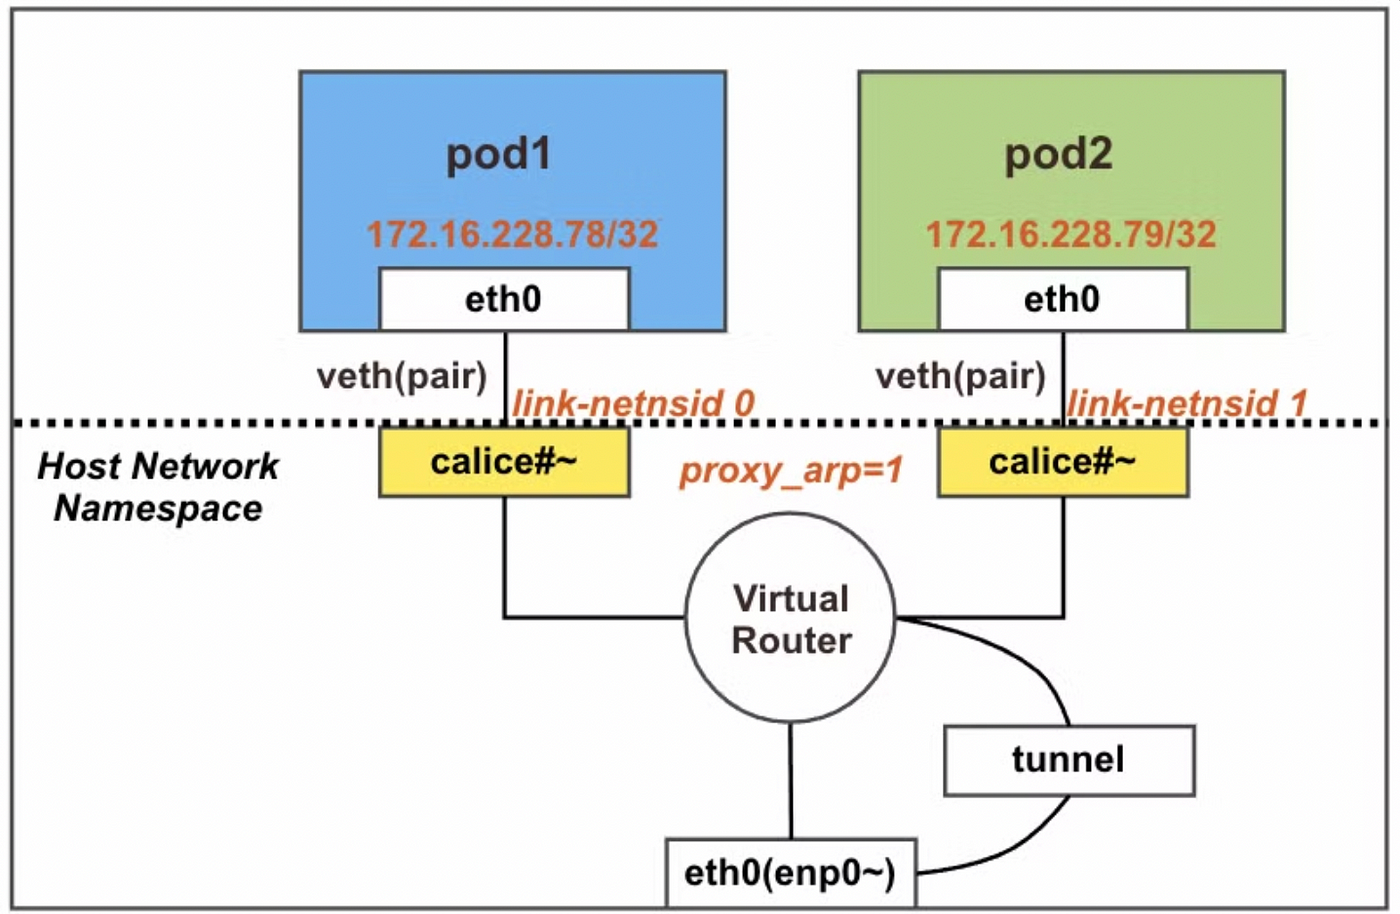 pod1
172.16.228.78/32
eth0
veth(pair)
link-netnsid 0
pod2
172.16.228.79/32
eth0
veth(pair)
link-netnsid 1
Host Network
Namespace
calice#~
proxy_arp=1
calice#~
Virtual
Router
tunnel
eth0(enp0~)